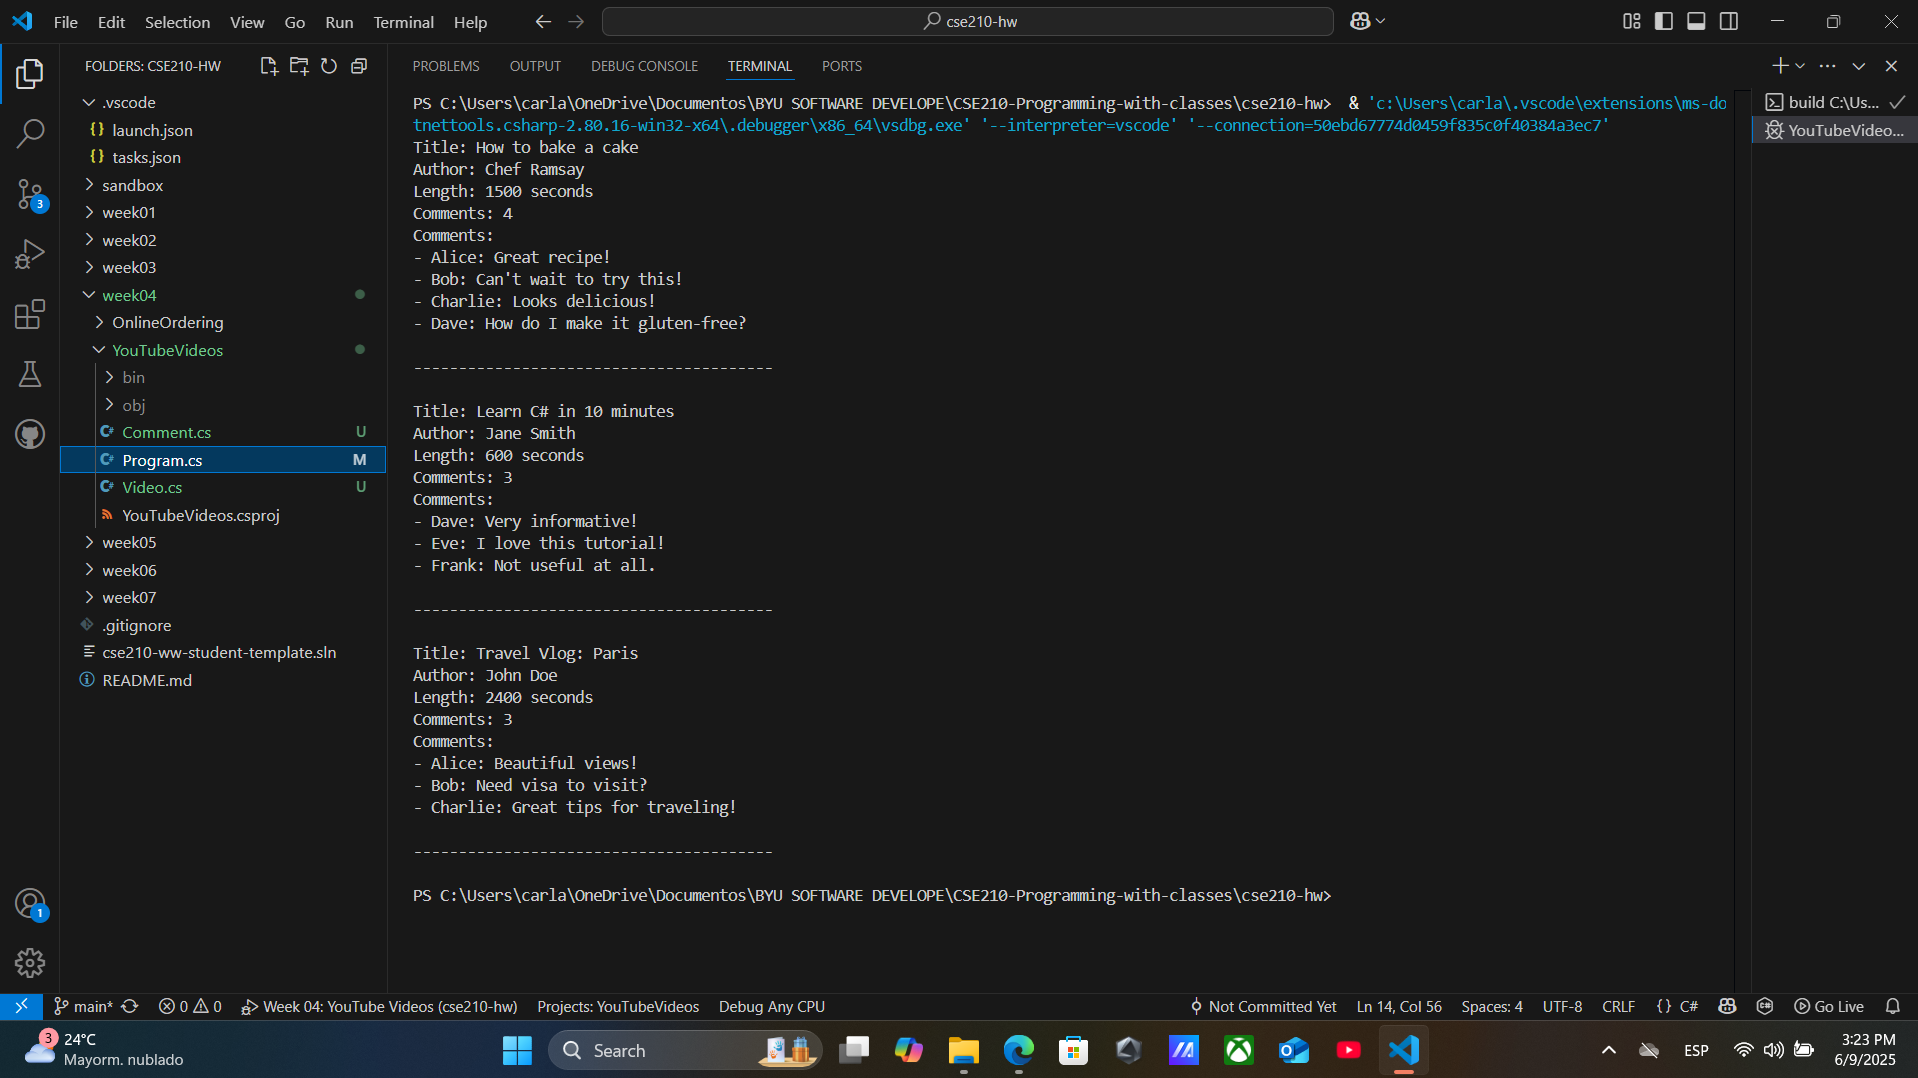 File Edit Selection View Go Run Terminal Help
cse210-hw
FOLDERS: CSE210-HW
.vscode
launch.json
tasks.json
sandbox
week01
week02
week03
week04
OnlineOrdering
YouTubeVideos
bin
obj
Comment.cs U
Program.cs M
Video.cs U
YouTubeVideos.csproj
week05
week06
week07
.gitignore
cse210-ww-student-template.sln
README.md
3
1
PROBLEMS OUTPUT DEBUG CONSOLE TERMINAL PORTS
PS C:\Users\carla\OneDrive\Documentos\BYU SOFTWARE DEVELOPE\CSE210-Programming-with-classes\cse210-hw>  & 'c:\Users\carla\.vscode\extensions\ms-do
tnettools.csharp-2.80.16-win32-x64\.debugger\x86_64\vsdbg.exe' '--interpreter=vscode' '--connection=50ebd67774d0459f835c0f40384a3ec7'
Title: How to bake a cake
Author: Chef Ramsay
Length: 1500 seconds
Comments: 4
Comments:
- Alice: Great recipe!
- Bob: Can't wait to try this!
- Charlie: Looks delicious!
- Dave: How do I make it gluten-free?
----------------------------------------
Title: Learn C# in 10 minutes
Author: Jane Smith
Length: 600 seconds
Comments: 3
Comments:
- Dave: Very informative!
- Eve: I love this tutorial!
- Frank: Not useful at all.
----------------------------------------
Title: Travel Vlog: Paris
Author: John Doe
Length: 2400 seconds
Comments: 3
Comments:
- Alice: Beautiful views!
- Bob: Need visa to visit?
- Charlie: Great tips for traveling!
----------------------------------------
PS C:\Users\carla\OneDrive\Documentos\BYU SOFTWARE DEVELOPE\CSE210-Programming-with-classes\cse210-hw>
build C:\Us...
YouTubeVideo...
main* 0 0 Week 04: YouTube Videos (cse210-hw) Projects: YouTubeVideos Debug Any CPU
Not Committed Yet Ln 14, Col 56 Spaces: 4 UTF-8 CRLF {} C# Go Live
3
24°C
Mayorm. nublado
Search
ESP
3:23 PM
6/9/2025